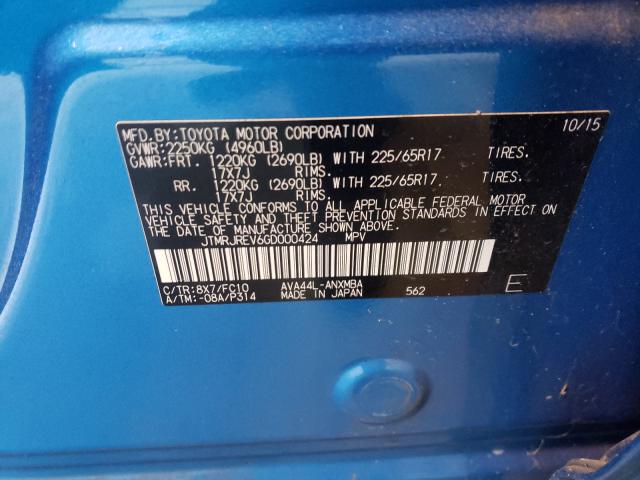 MFD.BY:TOYOTA MOTOR CORPORATION 10/15
GVWR:2250KG (4960LB)
GAWR:FRT. 1220KG (2690LB) WITH 225/65R17 TIRES.
17X7J RIMS.
RR. 1220KG (2690LB) WITH 225/65R17 TIRES.
17X7J RIMS.
THIS VEHICLE CONFORMS TO ALL APPLICABLE FEDERAL MOTOR
VEHICLE SAFETY AND THEFT PREVENTION STANDARDS IN EFFECT ON
THE DATE OF MANUFACTURE SHOWN ABOVE.
JTMRJREV6GD000424 MPV
C/TR:8X7/FC10 AVA44L-ANXMBA
A/TM:-08A/P314 MADE IN JAPAN 562 E